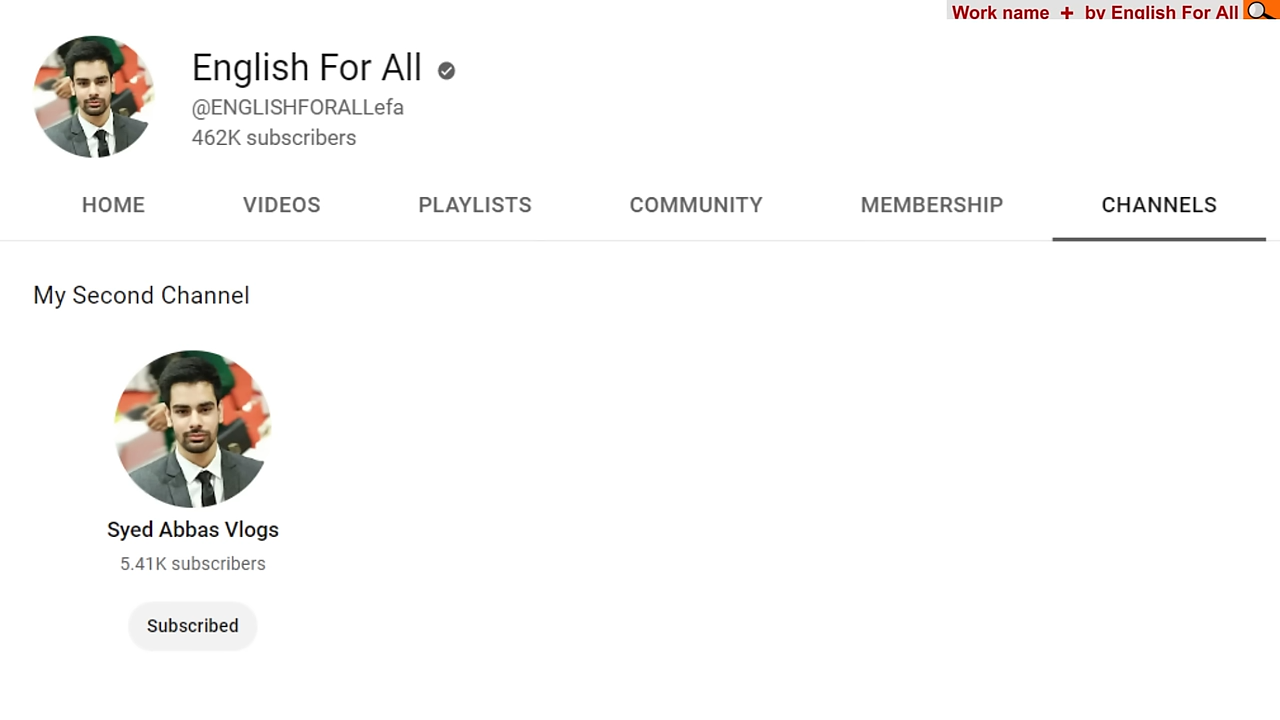 Work name + by English For All
English For All
@ENGLISHFORALLefa
462K subscribers
HOME VIDEOS PLAYLISTS COMMUNITY MEMBERSHIP CHANNELS
My Second Channel
Syed Abbas Vlogs
5.41K subscribers
Subscribed